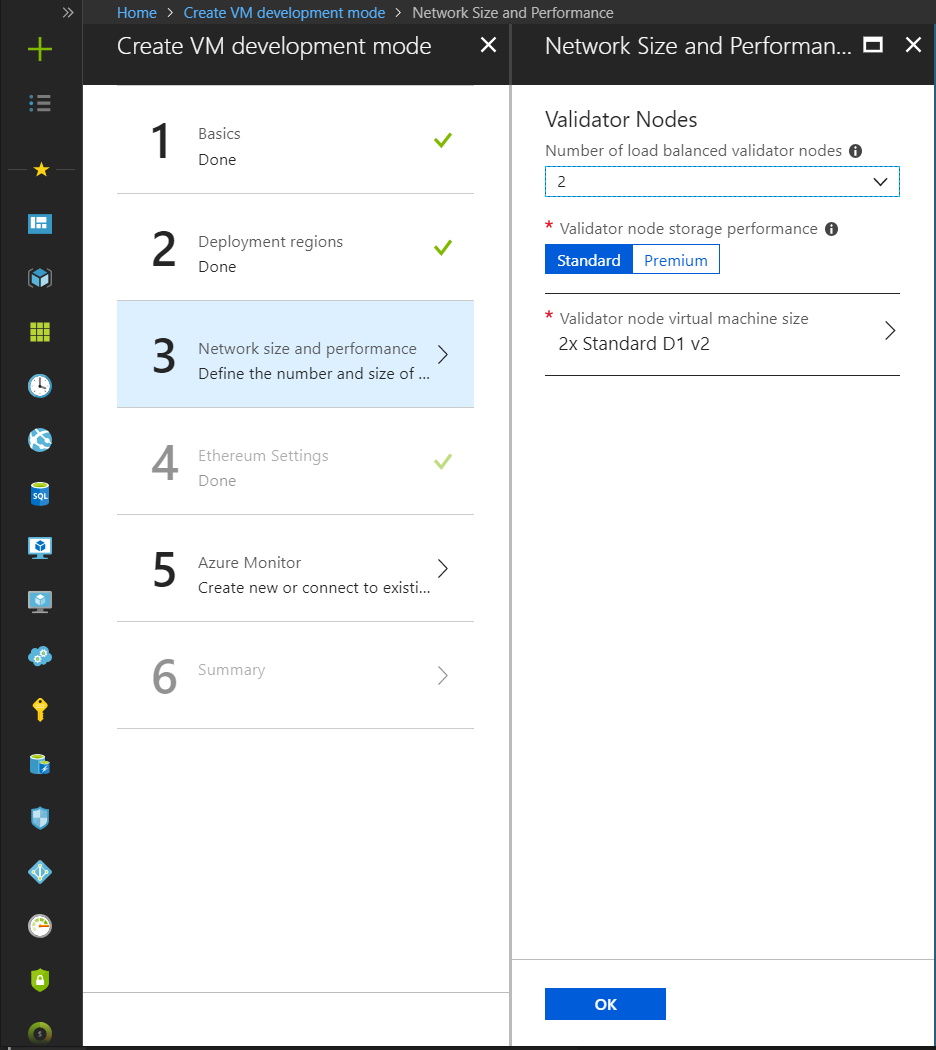 Home > Create VM development mode > Network Size and Performance
Create VM development mode
1
Basics
Done
2
Deployment regions
Done
3
Network size and performance
Define the number and size of ...
4
Ethereum Settings
Done
5
Azure Monitor
Create new or connect to existi...
6
Summary
Network Size and Performan...
Validator Nodes
Number of load balanced validator nodes
2
* Validator node storage performance
Standard Premium
* Validator node virtual machine size
2x Standard D1 v2
OK
SQL